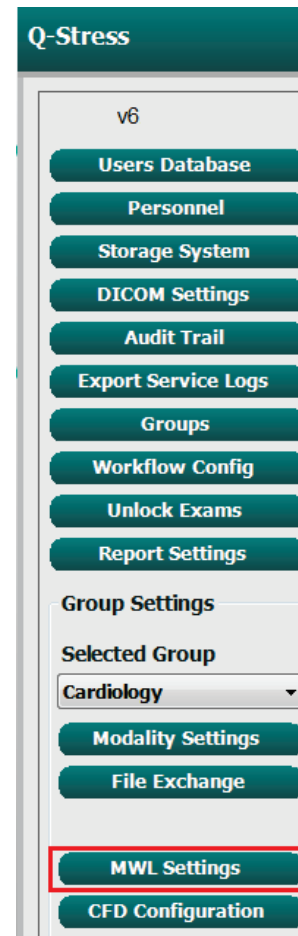 Q-Stress
v6
Users Database
Personnel
Storage System
DICOM Settings
Audit Trail
Export Service Logs
Groups
Workflow Config
Unlock Exams
Report Settings
Group Settings
Selected Group
Cardiology
Modality Settings
File Exchange
MWL Settings
CFD Configuration